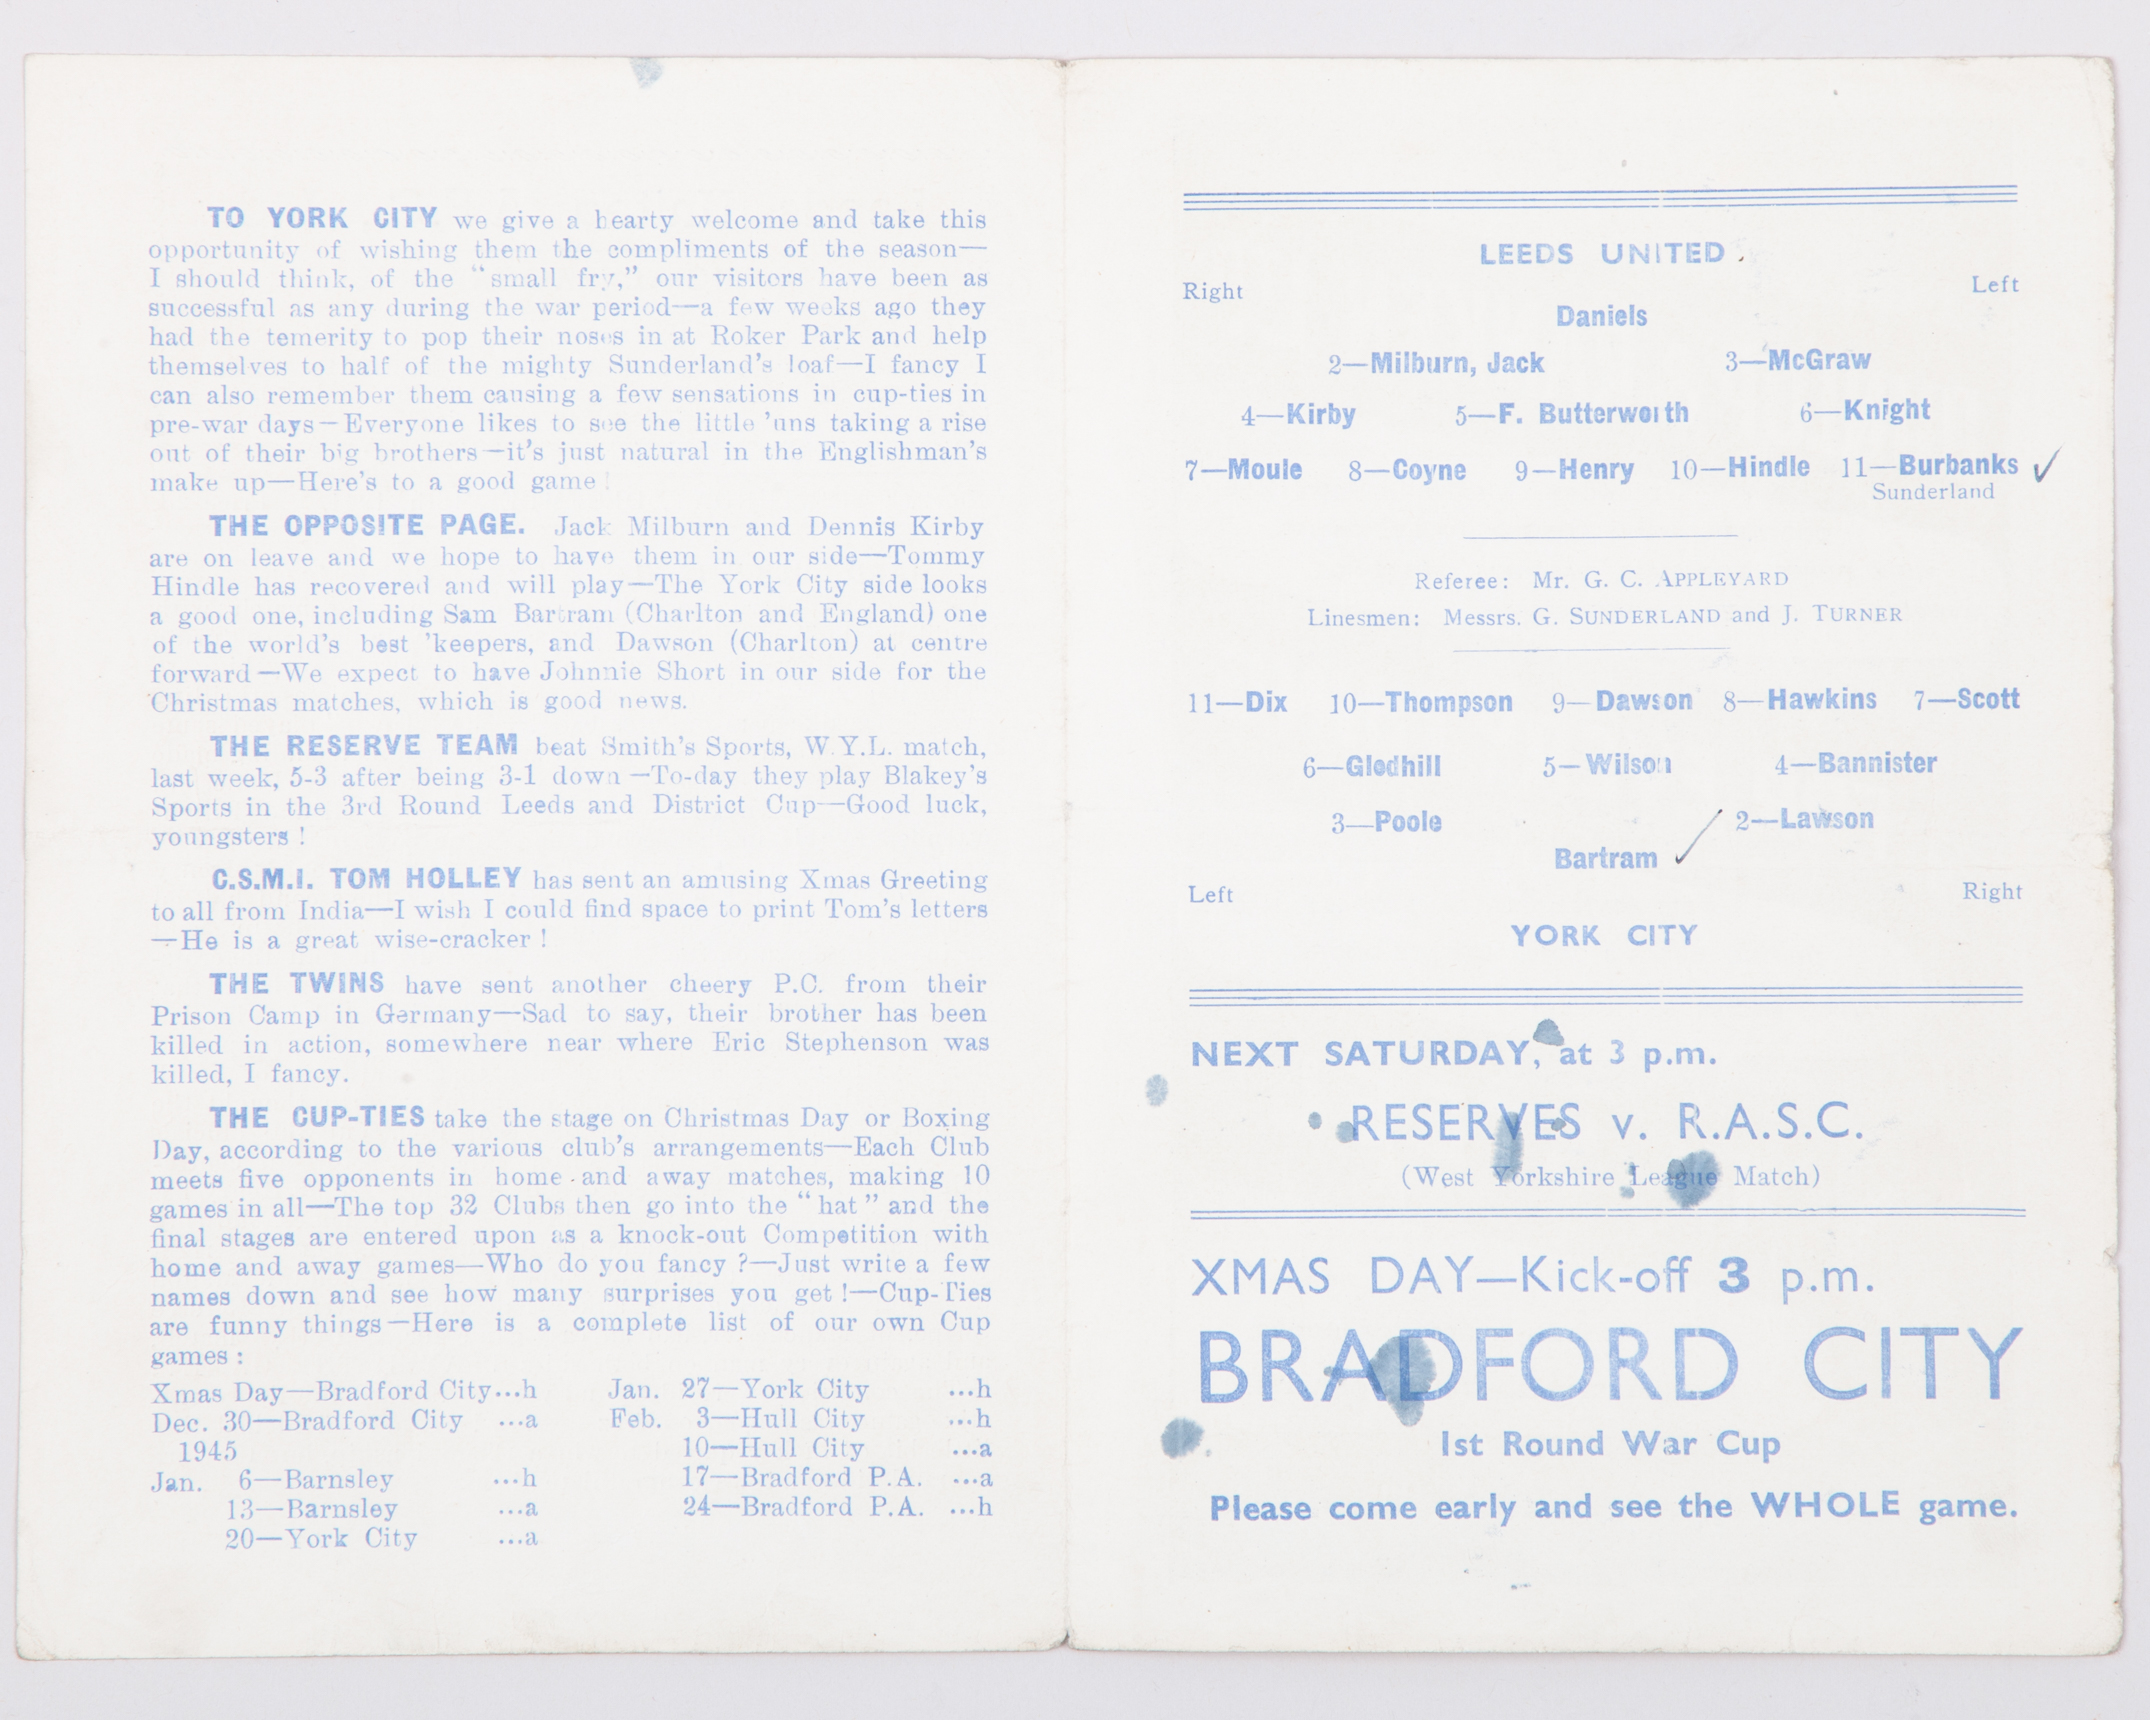 TO YORK CITY we give a hearty welcome and take this
opportunity of wishing them the compliments of the season—
I should think, of the "small fry," our visitors have been as
successful as any during the war period—a few weeks ago they
had the temerity to pop their noses in at Roker Park and help
themselves to half of the mighty Sunderland's loaf—I fancy I
can also remember them causing a few sensations in cup-ties in
pre-war days—Everyone likes to see the little 'uns taking a rise
out of their big brothers—it's just natural in the Englishman's
make up—Here's to a good game!
THE OPPOSITE PAGE. Jack Milburn and Dennis Kirby
are on leave and we hope to have them in our side—Tommy
Hindle has recovered and will play—The York City side looks
a good one, including Sam Bartram (Charlton and England) one
of the world's best 'keepers, and Dawson (Charlton) at centre
forward—We expect to have Johnnie Short in our side for the
Christmas matches, which is good news.
THE RESERVE TEAM beat Smith's Sports, W.Y.L. match,
last week, 5-3 after being 3-1 down—To-day they play Blakey's
Sports in the 3rd Round Leeds and District Cup—Good luck,
youngsters !
C.S.M.I. TOM HOLLEY has sent an amusing Xmas Greeting
to all from India—I wish I could find space to print Tom's letters
—He is a great wise-cracker !
THE TWINS have sent another cheery P.C. from their
Prison Camp in Germany—Sad to say, their brother has been
killed in action, somewhere near where Eric Stephenson was
killed, I fancy.
THE CUP-TIES take the stage on Christmas Day or Boxing
Day, according to the various club's arrangements—Each Club
meets five opponents in home and away matches, making 10
games in all—The top 32 Clubs then go into the "hat" and the
final stages are entered upon as a knock-out Competition with
home and away games—Who do you fancy ?—Just write a few
names down and see how many surprises you get !—Cup-Ties
are funny things—Here is a complete list of our own Cup
games :
Xmas Day—Bradford City...h
Dec. 30—Bradford City ...a
1945
Jan. 6—Barnsley ...h
13—Barnsley ...a
20—York City ...a
Jan. 27—York City ...h
Feb. 3—Hull City ...h
10—Hull City ...a
17—Bradford P.A. ...a
24—Bradford P.A. ...h
LEEDS UNITED
Right Left
Daniels
2—Milburn, Jack 3—McGraw
4—Kirby 5—F. Butterworth 6—Knight
7—Moule 8—Coyne 9—Henry 10—Hindle 11—Burbanks ✓
Sunderland
Referee: Mr. G. C. APPLEYARD
Linesmen: Messrs. G. SUNDERLAND and J. TURNER
11—Dix 10—Thompson 9—Dawson 8—Hawkins 7—Scott
6—Gledhill 5—Wilson 4—Bannister
3—Poole 2—Lawson
Bartram ✓
Left Right
YORK CITY
NEXT SATURDAY, at 3 p.m.
RESERVES v. R.A.S.C.
(West Yorkshire League Match)
XMAS DAY—Kick-off 3 p.m.
BRADFORD CITY
1st Round War Cup
Please come early and see the WHOLE game.